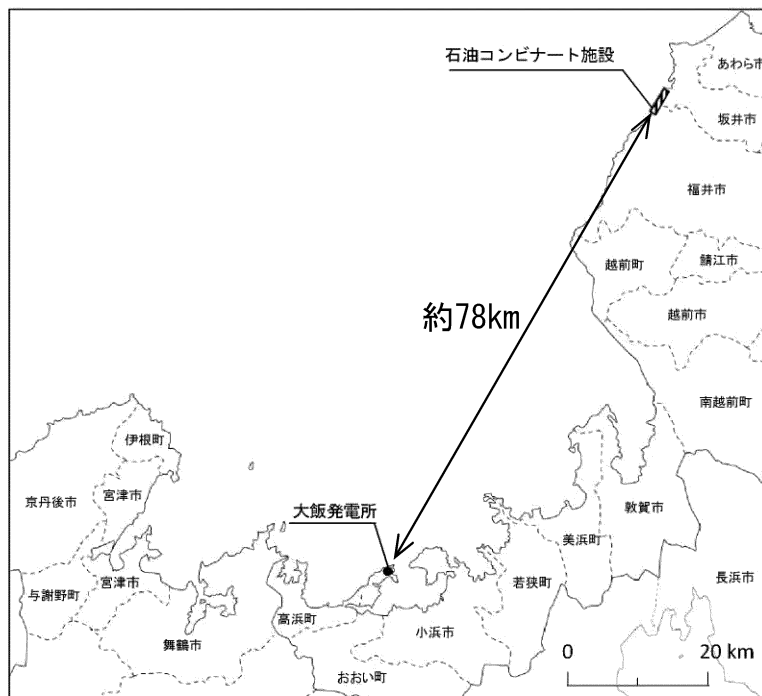 石油コンビナート施設
あわら市
坂井市
福井市
越前町
鯖江市
越前市
約78km
南越前町
伊根町
京丹後市
宮津市
大飯発電所
敦賀市
美浜町
与謝野町
宮津市
若狭町
長浜市
高浜町
小浜市
舞鶴市
おおい町
0
20 km